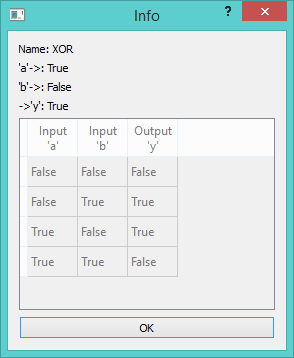 Info
?
Name: XOR
'a'->: True
'b'->: False
->'y': True
Input Input Output
'a' 'b' 'y'
False False False
False True True
True False True
True True False
OK